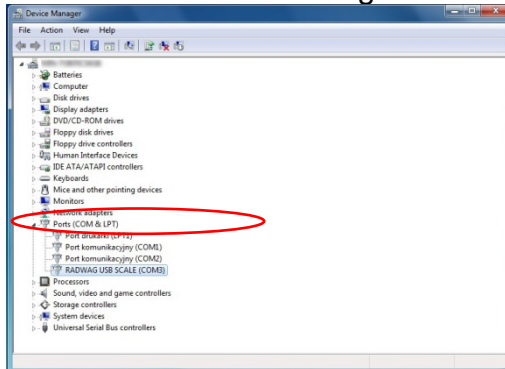 Device Manager
File Action View Help
Batteries
Computer
Disk drives
Display adapters
DVD/CD-ROM drives
Floppy disk drives
Floppy drive controllers
Human Interface Devices
IDE ATA/ATAPI controllers
Keyboards
Mice and other pointing devices
Monitors
Network adapters
Ports (COM & LPT)
Port drukarki (LPT1)
Port komunikacyjny (COM1)
Port komunikacyjny (COM2)
RADWAG USB SCALE (COM3)
Processors
Sound, video and game controllers
Storage controllers
System devices
Universal Serial Bus controllers